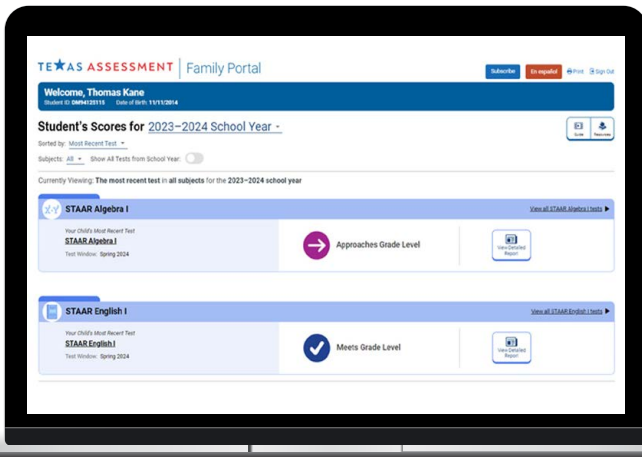 TEXAS ASSESSMENT Family Portal
Subscribe En español Print Sign Out
Welcome, Thomas Kane
Student ID: DM94125115 Date of Birth: 11/11/2014
Student's Scores for 2023–2024 School Year
Guide Resources
Sorted by: Most Recent Test
Subjects: All Show All Tests from School Year:
Currently Viewing: The most recent test in all subjects for the 2023–2024 school year
STAAR Algebra I View all STAAR Algebra I tests
Your Child's Most Recent Test
STAAR Algebra I
Test Window: Spring 2024
Approaches Grade Level
View Detailed
Report
STAAR English I View all STAAR English I tests
Your Child's Most Recent Test
STAAR English I
Test Window: Spring 2024
Meets Grade Level
View Detailed
Report